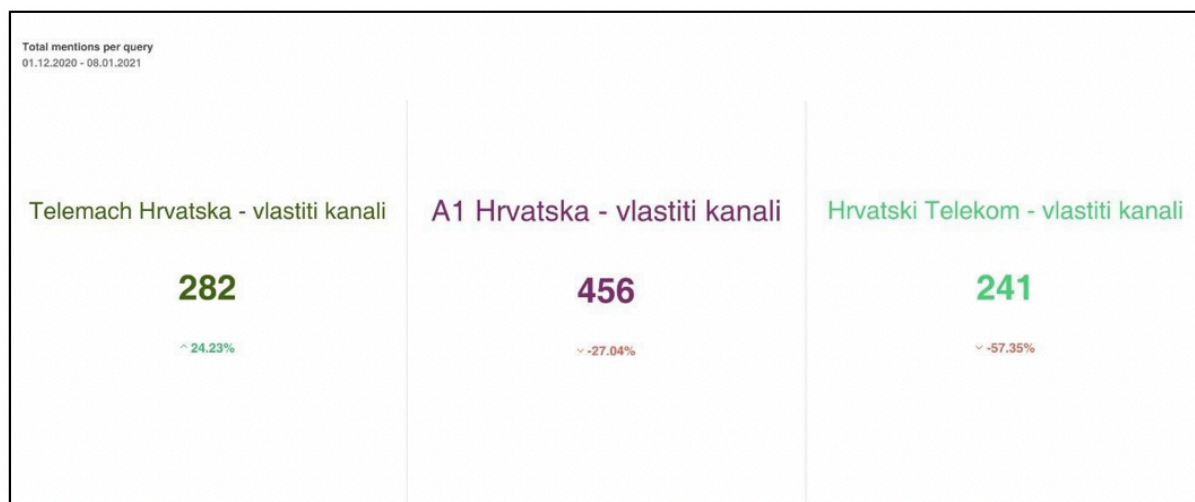 Total mentions per query
01.12.2020 - 08.01.2021
Telemach Hrvatska - vlastiti kanali
282
^ 24.23%
A1 Hrvatska - vlastiti kanali
456
˅ -27.04%
Hrvatski Telekom - vlastiti kanali
241
˅ -57.35%